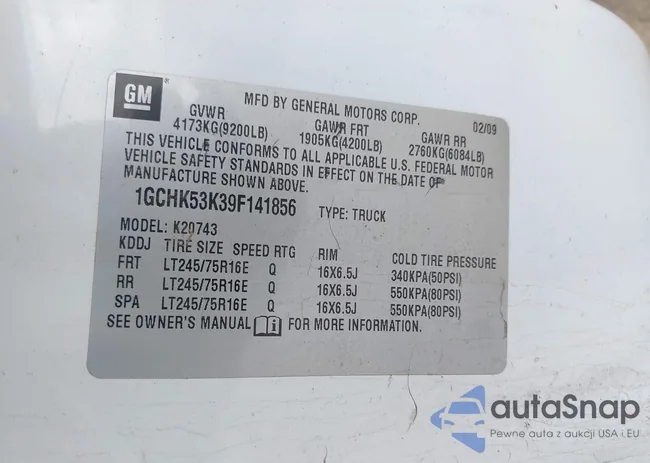 GM
MFD BY GENERAL MOTORS CORP. 02/09
GVWR GAWR FRT GAWR RR
4173KG(9200LB) 1905KG(4200LB) 2760KG(6084LB)
THIS VEHICLE CONFORMS TO ALL APPLICABLE U.S. FEDERAL MOTOR
VEHICLE SAFETY STANDARDS IN EFFECT ON THE DATE OF
MANUFACTURE SHOWN ABOVE.
1GCHK53K39F141856 TYPE: TRUCK
MODEL: K20743
KDDJ TIRE SIZE SPEED RTG RIM COLD TIRE PRESSURE
FRT LT245/75R16E Q 16X6.5J 340KPA(50PSI)
RR LT245/75R16E Q 16X6.5J 550KPA(80PSI)
SPA LT245/75R16E Q 16X6.5J 550KPA(80PSI)
SEE OWNER'S MANUAL FOR MORE INFORMATION.
autaSnap
Pewne auta z aukcji USA i EU